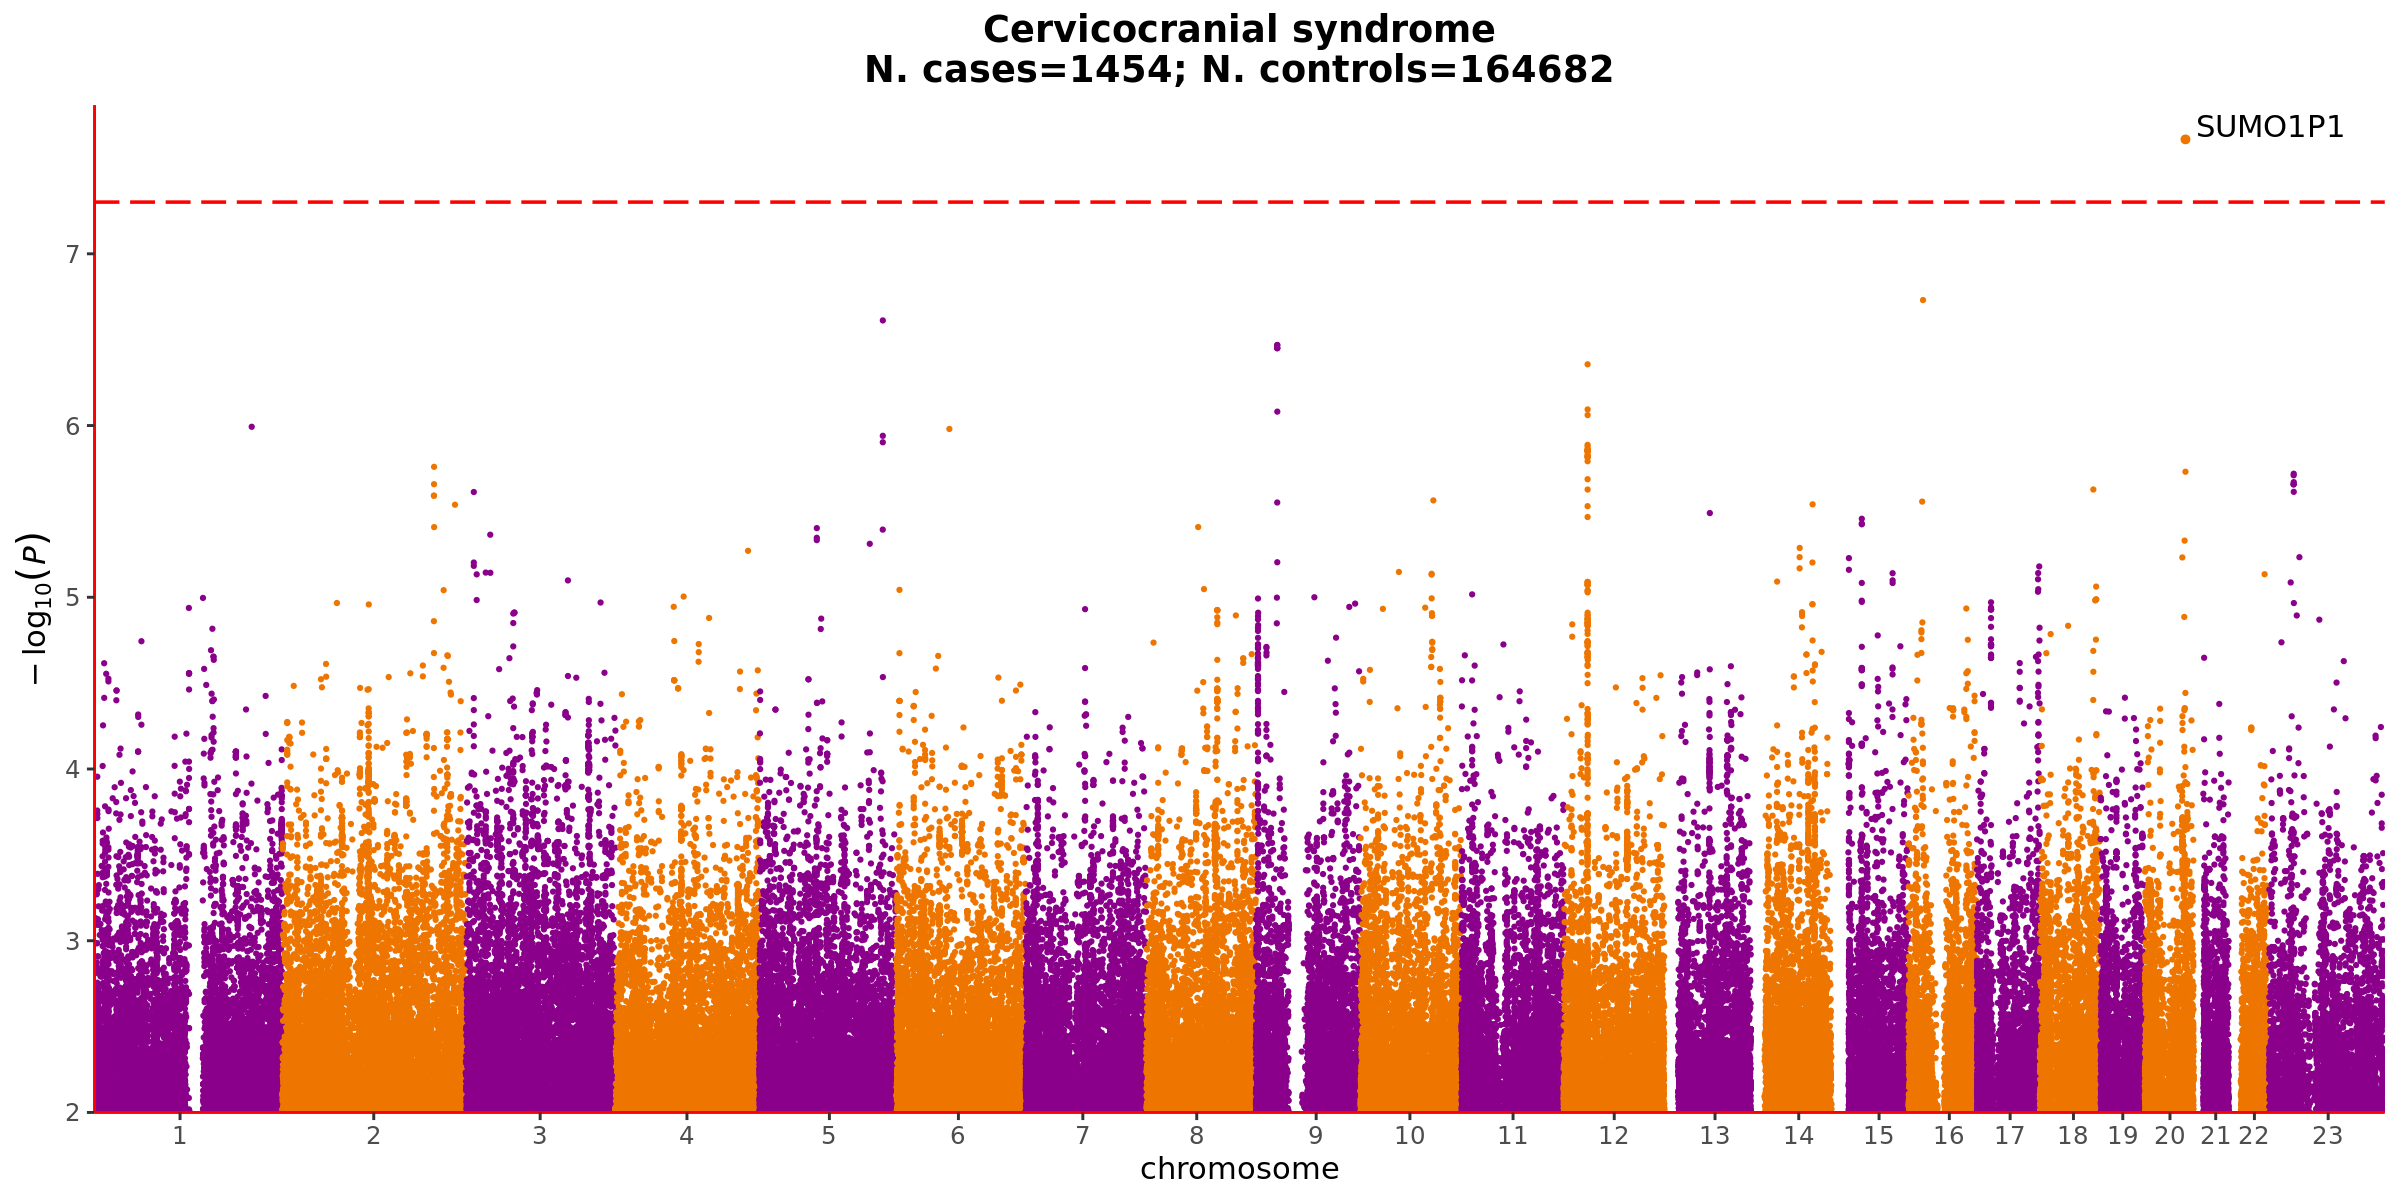 Cervicocranial syndrome
N. cases=1454; N. controls=164682
SUMO1P1
7
6
5
4
3
2
−log10(P)
1 2 3 4 5 6 7 8 9 10 11 12 13 14 15 16 17 18 19 20 21 22 23
chromosome